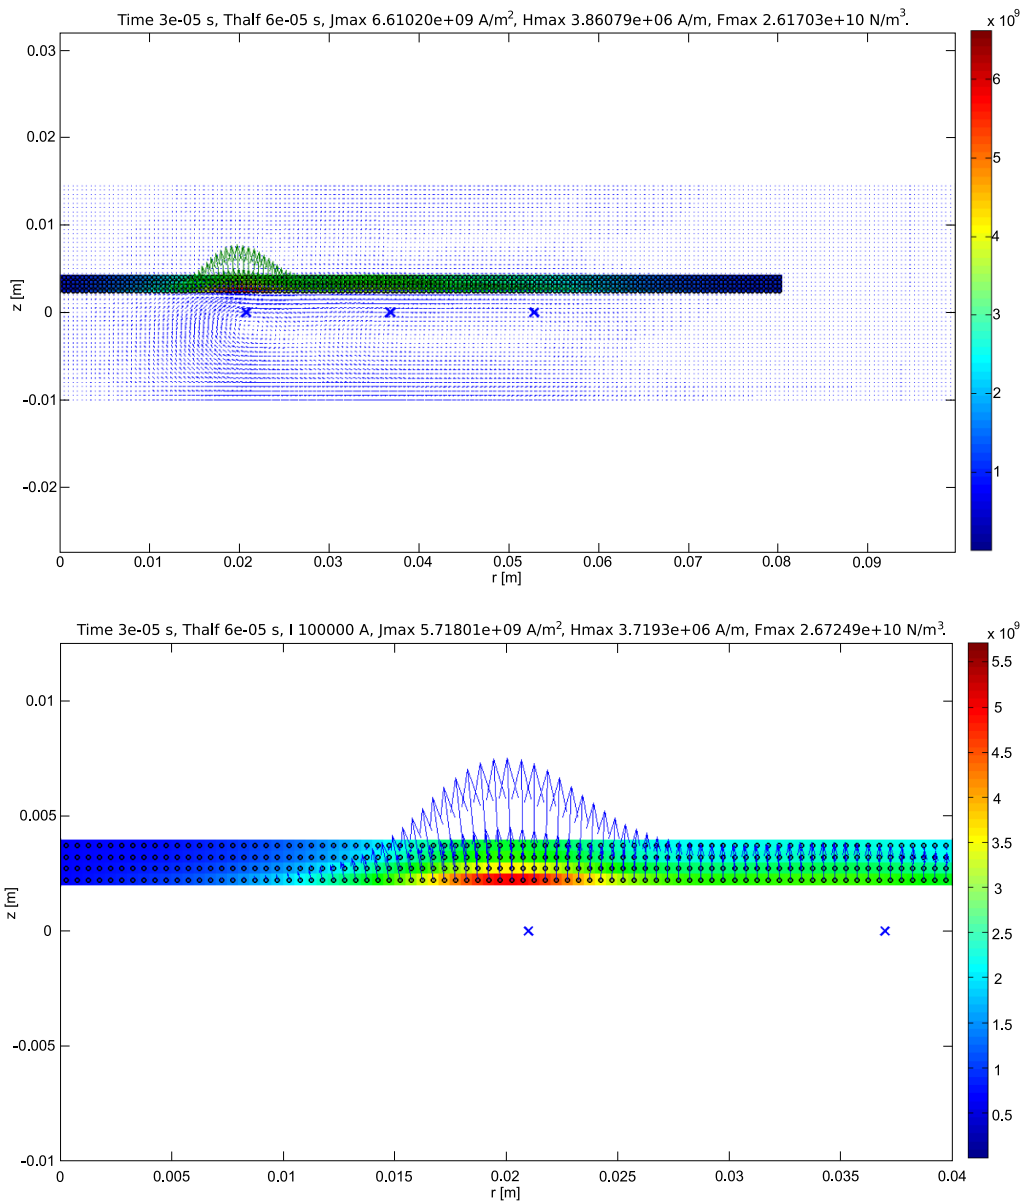 Time 3e-05 s, Thalf 6e-05 s, Jmax 6.61020e+09 A/m², Hmax 3.86079e+06 A/m, Fmax 2.61703e+10 N/m³.
x 10⁹
0.03
0.02
0.01
0
-0.01
-0.02
z [m]
6
5
4
3
2
1
0 0.01 0.02 0.03 0.04 0.05 0.06 0.07 0.08 0.09
r [m]
Time 3e-05 s, Thalf 6e-05 s, I 100000 A, Jmax 5.71801e+09 A/m², Hmax 3.7193e+06 A/m, Fmax 2.67249e+10 N/m³.
x 10⁹
0.01
0.005
0
-0.005
-0.01
z [m]
5.5
5
4.5
4
3.5
3
2.5
2
1.5
1
0.5
0 0.005 0.01 0.015 0.02 0.025 0.03 0.035 0.04
r [m]